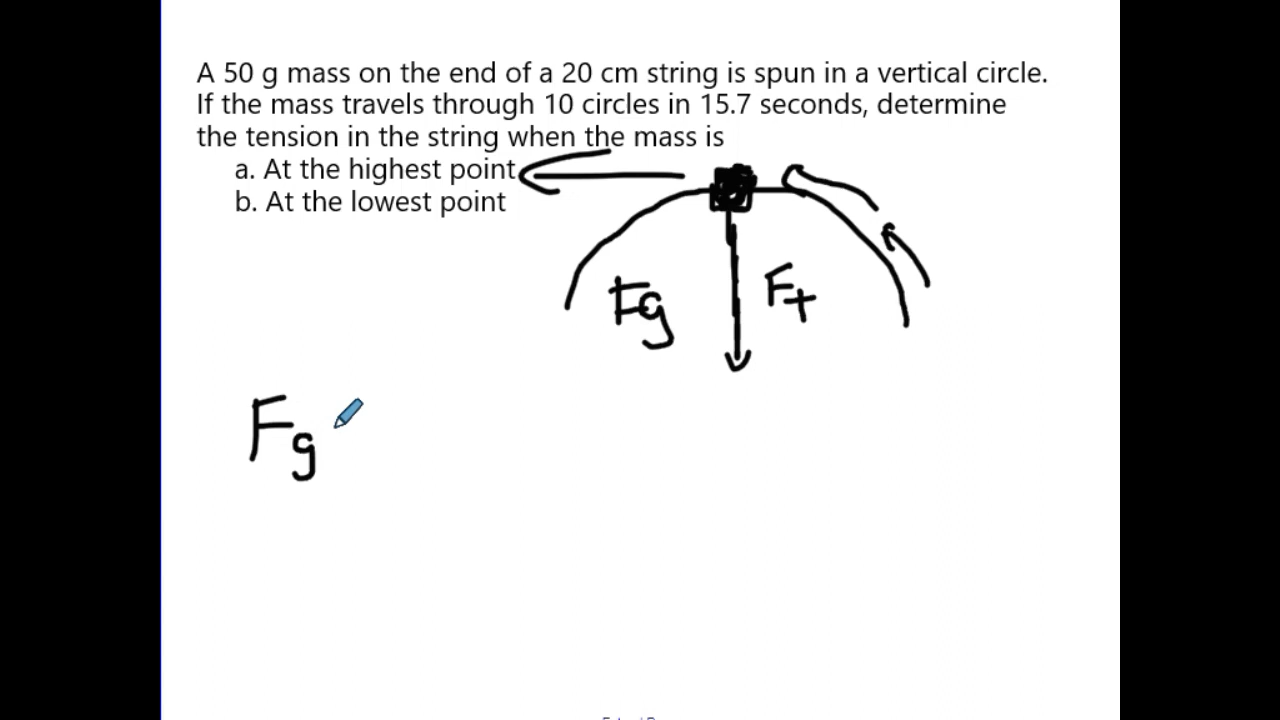 A 50 g mass on the end of a 20 cm string is spun in a vertical circle.
If the mass travels through 10 circles in 15.7 seconds, determine
the tension in the string when the mass is
a. At the highest point
b. At the lowest point
Fg Ft
Fg